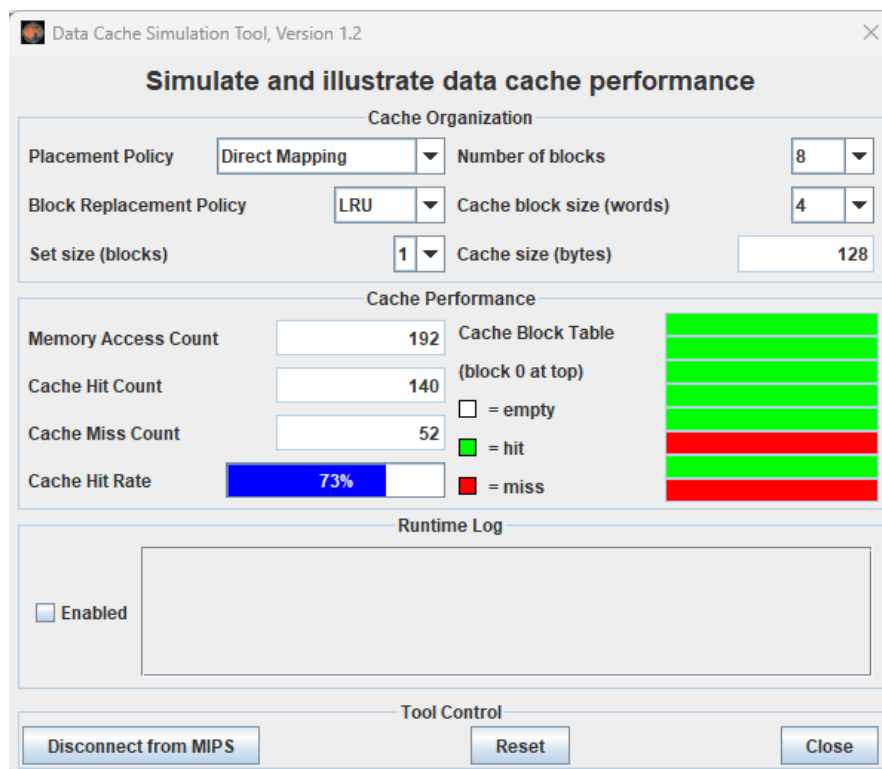 Data Cache Simulation Tool, Version 1.2
Simulate and illustrate data cache performance
Cache Organization
Placement Policy Direct Mapping Number of blocks 8
Block Replacement Policy LRU Cache block size (words) 4
Set size (blocks) 1 Cache size (bytes) 128
Cache Performance
Memory Access Count 192 Cache Block Table
(block 0 at top)
Cache Hit Count 140
= empty
Cache Miss Count 52
= hit
Cache Hit Rate 73%
= miss
Runtime Log
Enabled
Tool Control
Disconnect from MIPS Reset Close